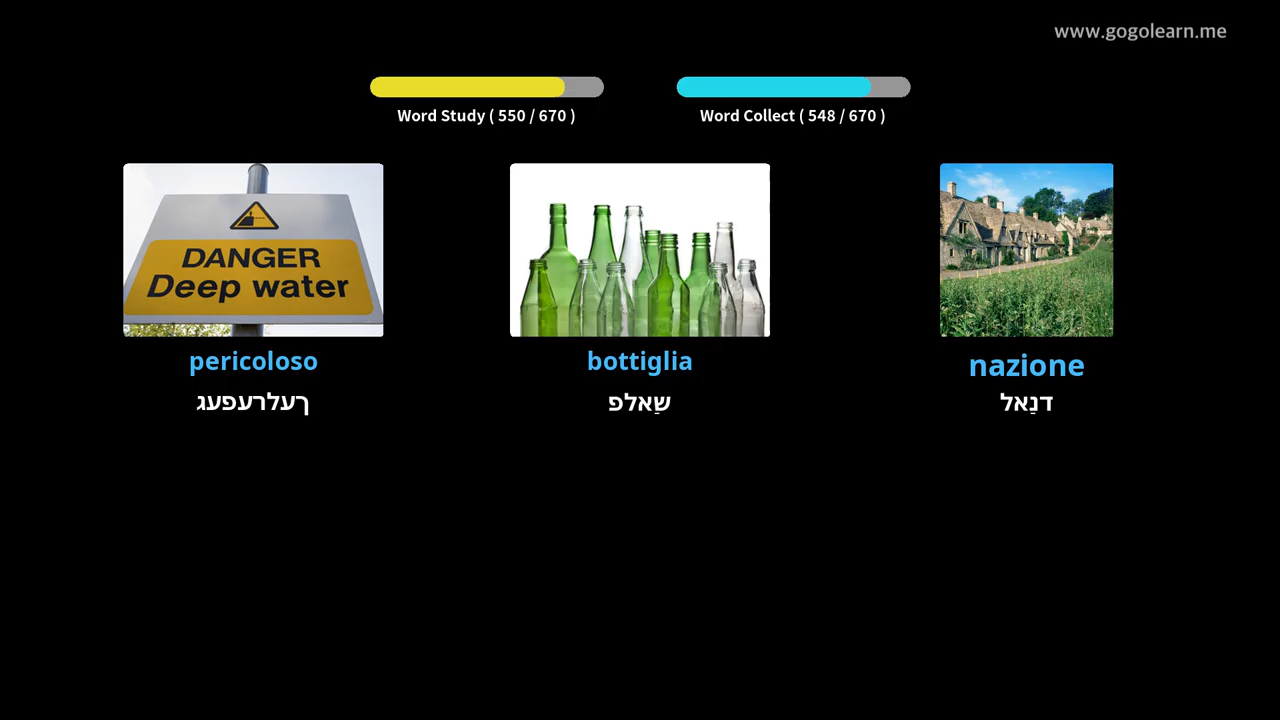 www.gogolearn.me
Word Study ( 550 / 670 )
Word Collect ( 548 / 670 )
DANGER
Deep water
pericoloso
ךעלרעפעג
bottiglia
שַאלפ
nazione
דנַאל